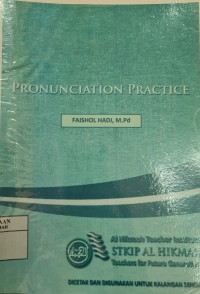 PRONUNCIATION PRACTICE
FAISHOL HADI, M.Pd
Al Hikmah Teacher Institute
STKIP AL HIKMAH
Teachers for Future Generation
DICETAK DAN DIGUNAKAN UNTUK KALANGAN SENDIRI